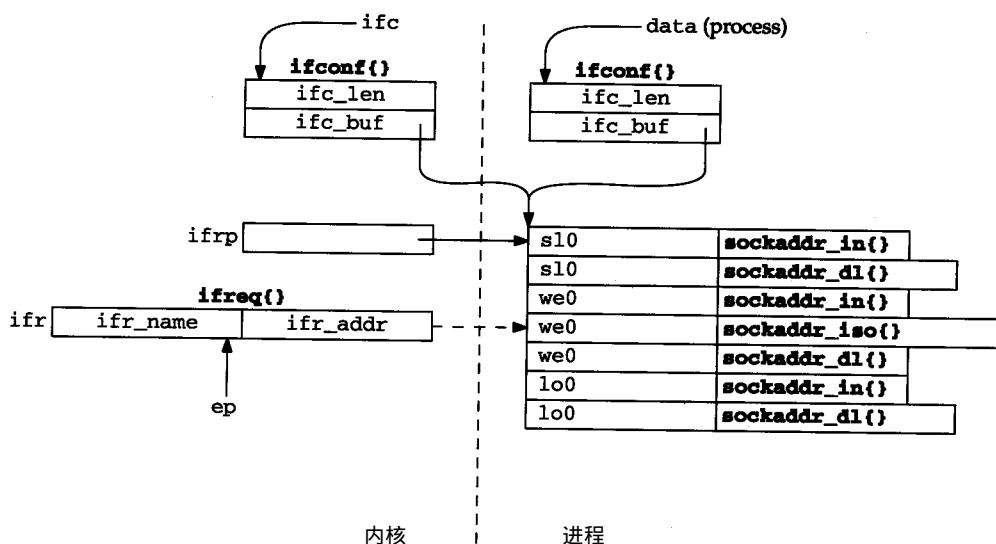 ifc
data (process)
ifconf{}
ifconf{}
ifc_len
ifc_len
ifc_buf
ifc_buf
ifrp
sl0 sockaddr_in{}
sl0 sockaddr_dl{}
ifreq{}
we0 sockaddr_in{}
ifr ifr_name ifr_addr
we0 sockaddr_iso{}
we0 sockaddr_dl{}
lo0 sockaddr_in{}
ep
lo0 sockaddr_dl{}
内核
进程